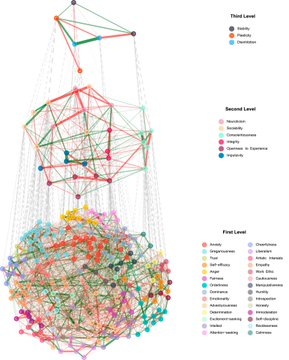 Third Level
Stability
Plasticity
Disinhibition
Second Level
Neuroticism
Sociability
Conscientiousness
Integrity
Openness to Experience
Impulsivity
First Level
Anxiety
Gregariousness
Trust
Self-efficacy
Anger
Fairness
Orderliness
Dominance
Emotionality
Adventurousness
Determination
Excitement-seeking
Intellect
Attention-seeking
Cheerfulness
Liberalism
Artistic Interests
Empathy
Work Ethic
Cautiousness
Manipulativeness
Humility
Introspection
Honesty
Immoderation
Self-discipline
Recklessness
Calmness